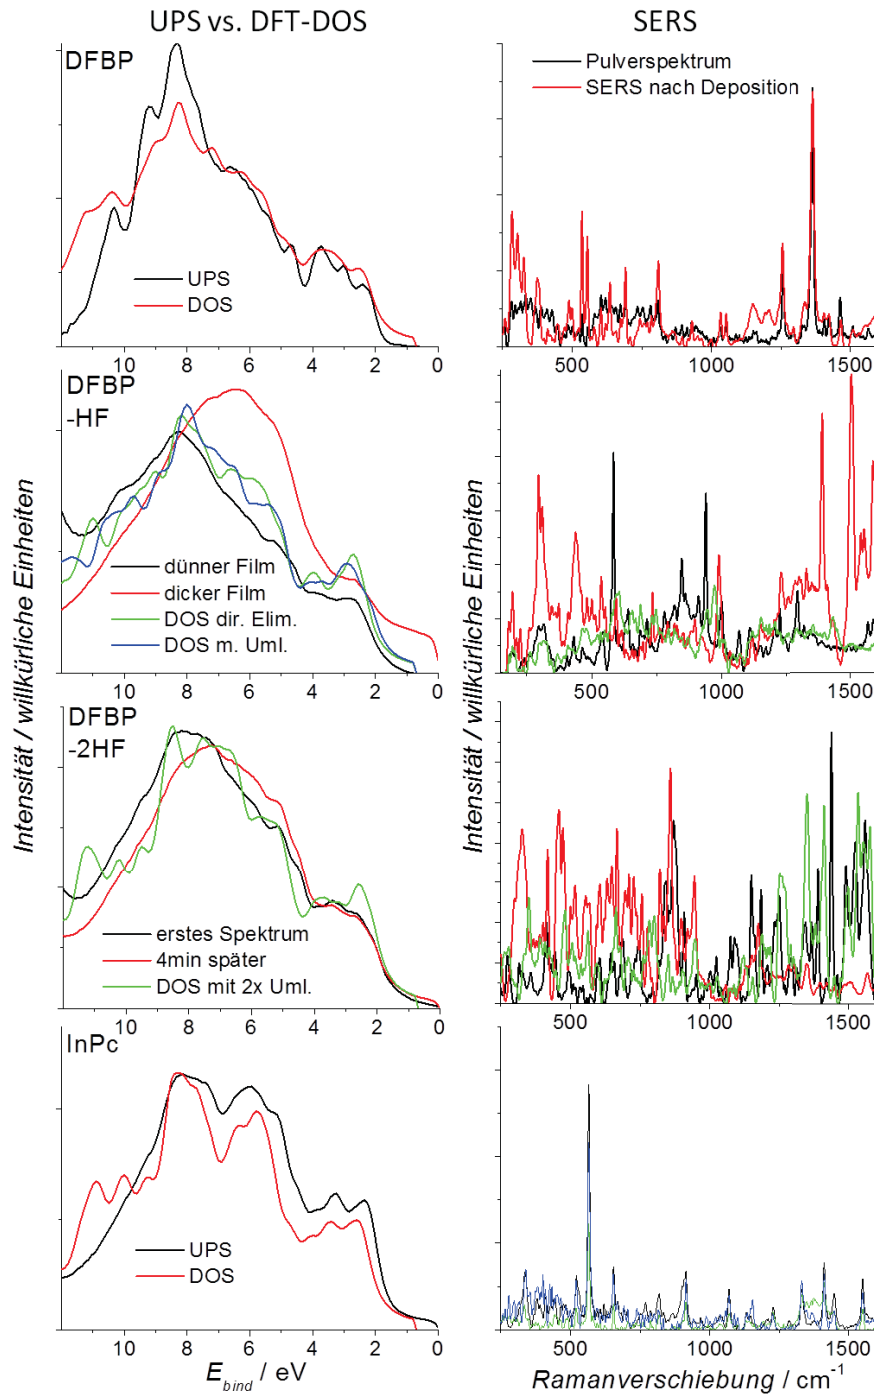 UPS vs. DFT-DOS
SERS
DFBP
UPS
DOS
10 8 6 4 2 0
Pulverspektrum
SERS nach Deposition
500 1000 1500
DFBP
-HF
dünner Film
dicker Film
DOS dir. Elim.
DOS m. Uml.
10 8 6 4 2 0
500 1000 1500
Intensität / willkürliche Einheiten
Intensität / willkürliche Einheiten
DFBP
-2HF
erstes Spektrum
4min später
DOS mit 2x Uml.
10 8 6 4 2 0
500 1000 1500
InPc
UPS
DOS
10 8 6 4 2 0
E bind / eV
500 1000 1500
Ramanverschiebung / cm-1